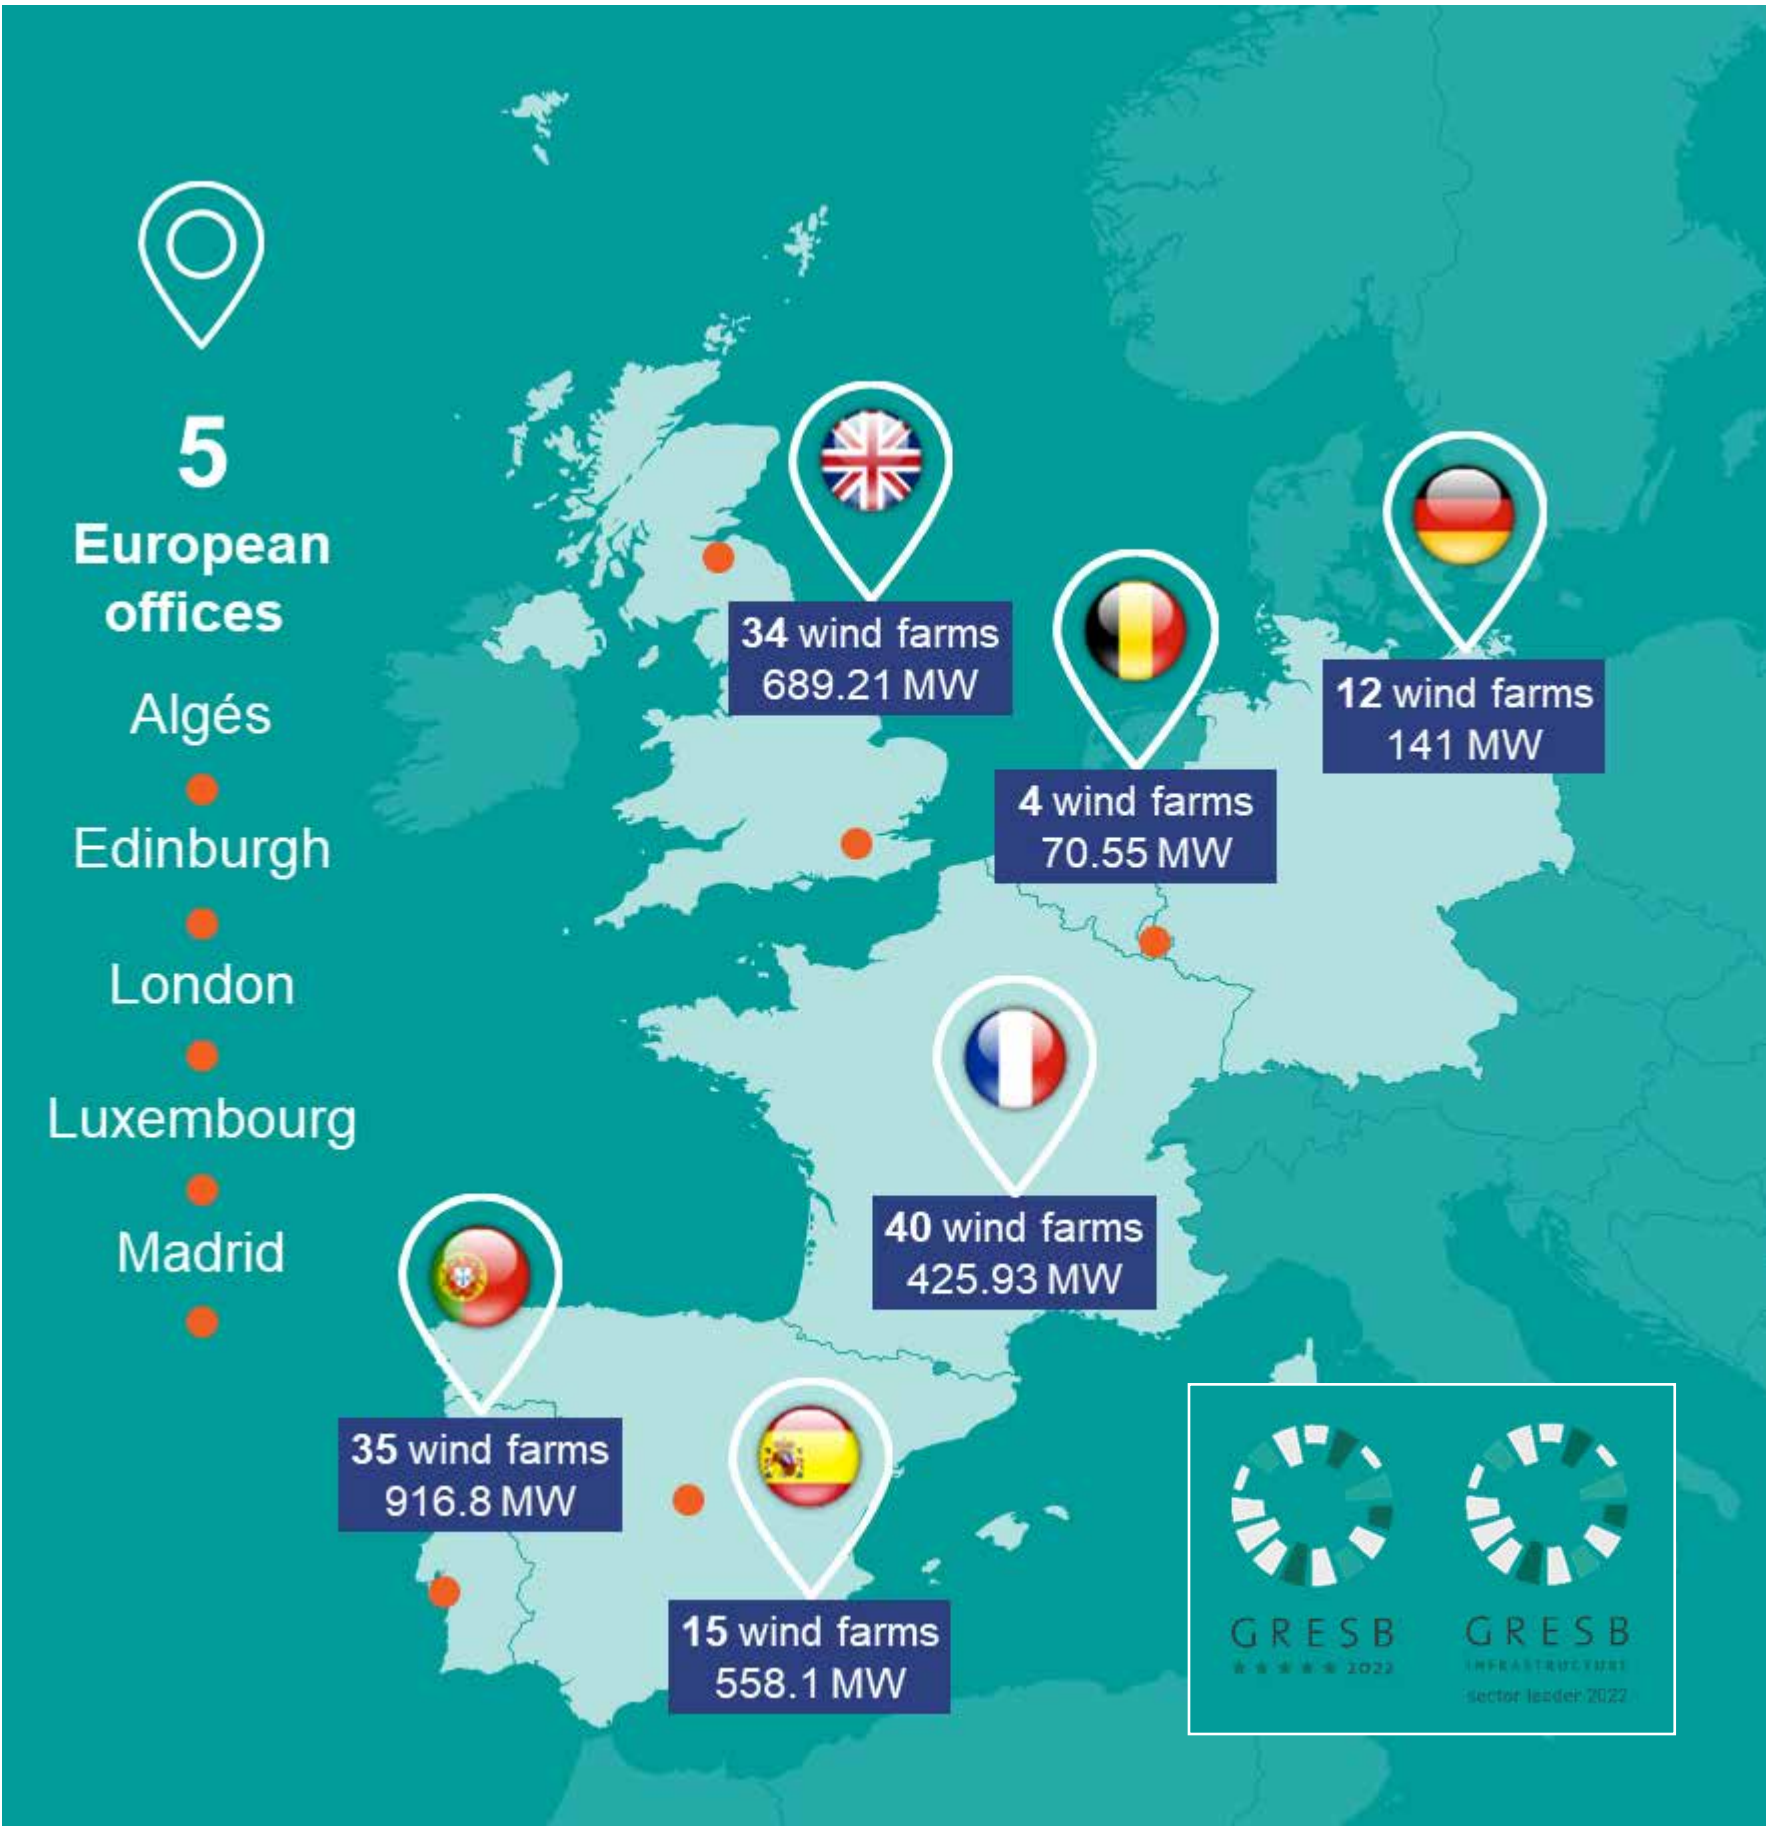 5
European
offices
Algés
Edinburgh
London
Luxembourg
Madrid
34 wind farms
689.21 MW
12 wind farms
141 MW
4 wind farms
70.55 MW
40 wind farms
425.93 MW
35 wind farms
916.8 MW
15 wind farms
558.1 MW
GRESB
★★★★★ 2022
GRESB
INFRASTRUCTURE
sector leader 2022